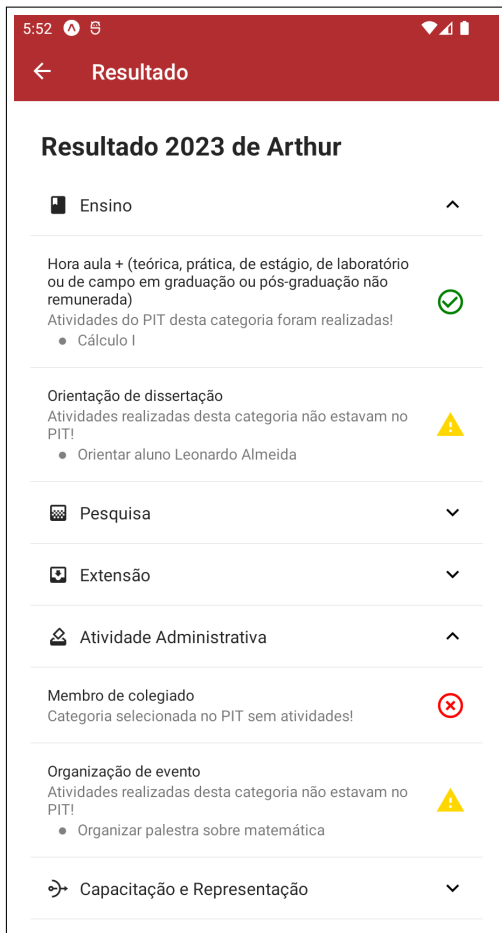 5:52
Resultado
Resultado 2023 de Arthur
Ensino
Hora aula + (teórica, prática, de estágio, de laboratório
ou de campo em graduação ou pós-graduação não
remunerada)
Atividades do PIT desta categoria foram realizadas!
Cálculo I
Orientação de dissertação
Atividades realizadas desta categoria não estavam no
PIT!
Orientar aluno Leonardo Almeida
Pesquisa
Extensão
Atividade Administrativa
Membro de colegiado
Categoria selecionada no PIT sem atividades!
Organização de evento
Atividades realizadas desta categoria não estavam no
PIT!
Organizar palestra sobre matemática
Capacitação e Representação